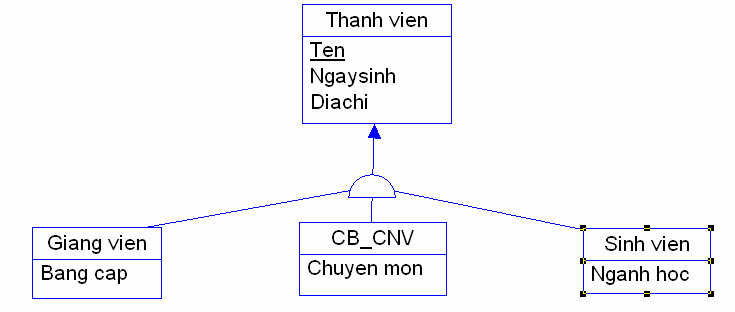 Thanh vien
Ten
Ngaysinh
Diachi
Giang vien
Bang cap
CB_CNV
Chuyen mon
Sinh vien
Nganh hoc